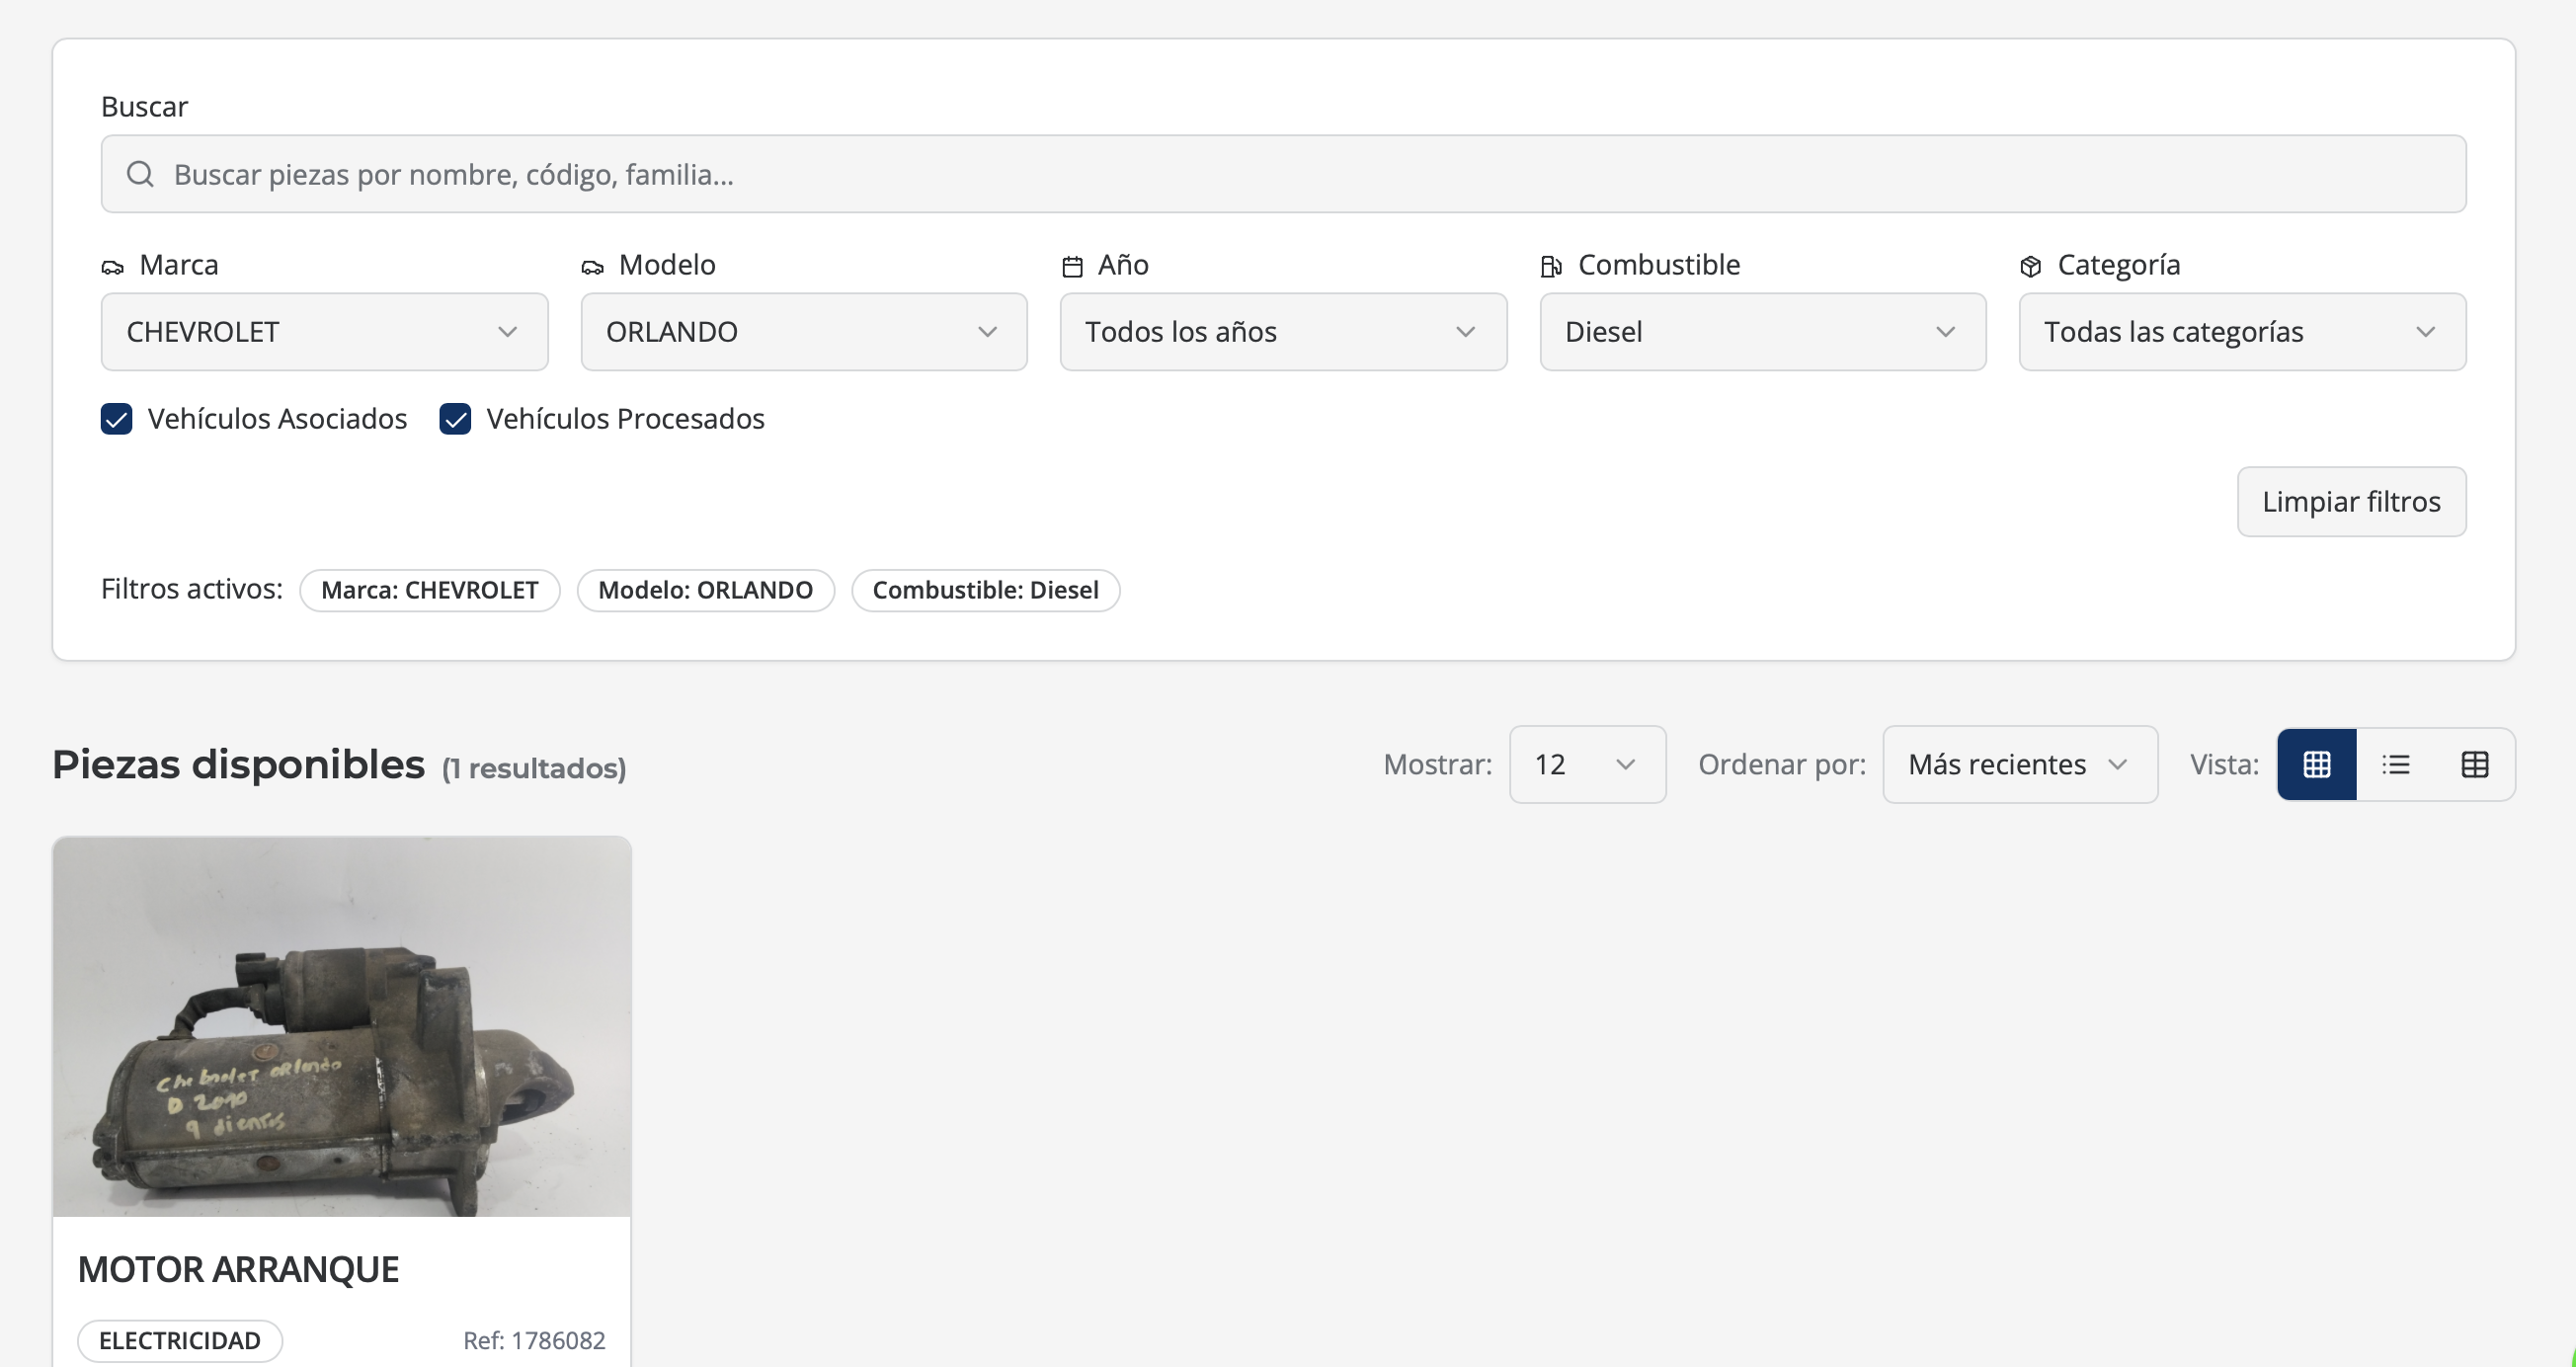 Buscar
Buscar piezas por nombre, código, familia...
Marca Modelo Año Combustible Categoría
CHEVROLET ORLANDO Todos los años Diesel Todas las categorías
Vehículos Asociados Vehículos Procesados
Limpiar filtros
Filtros activos: Marca: CHEVROLET Modelo: ORLANDO Combustible: Diesel
Piezas disponibles (1 resultados) Mostrar: 12 Ordenar por: Más recientes Vista:
Chebrolet ORlando
D 2010
9 dientes
MOTOR ARRANQUE
ELECTRICIDAD Ref: 1786082